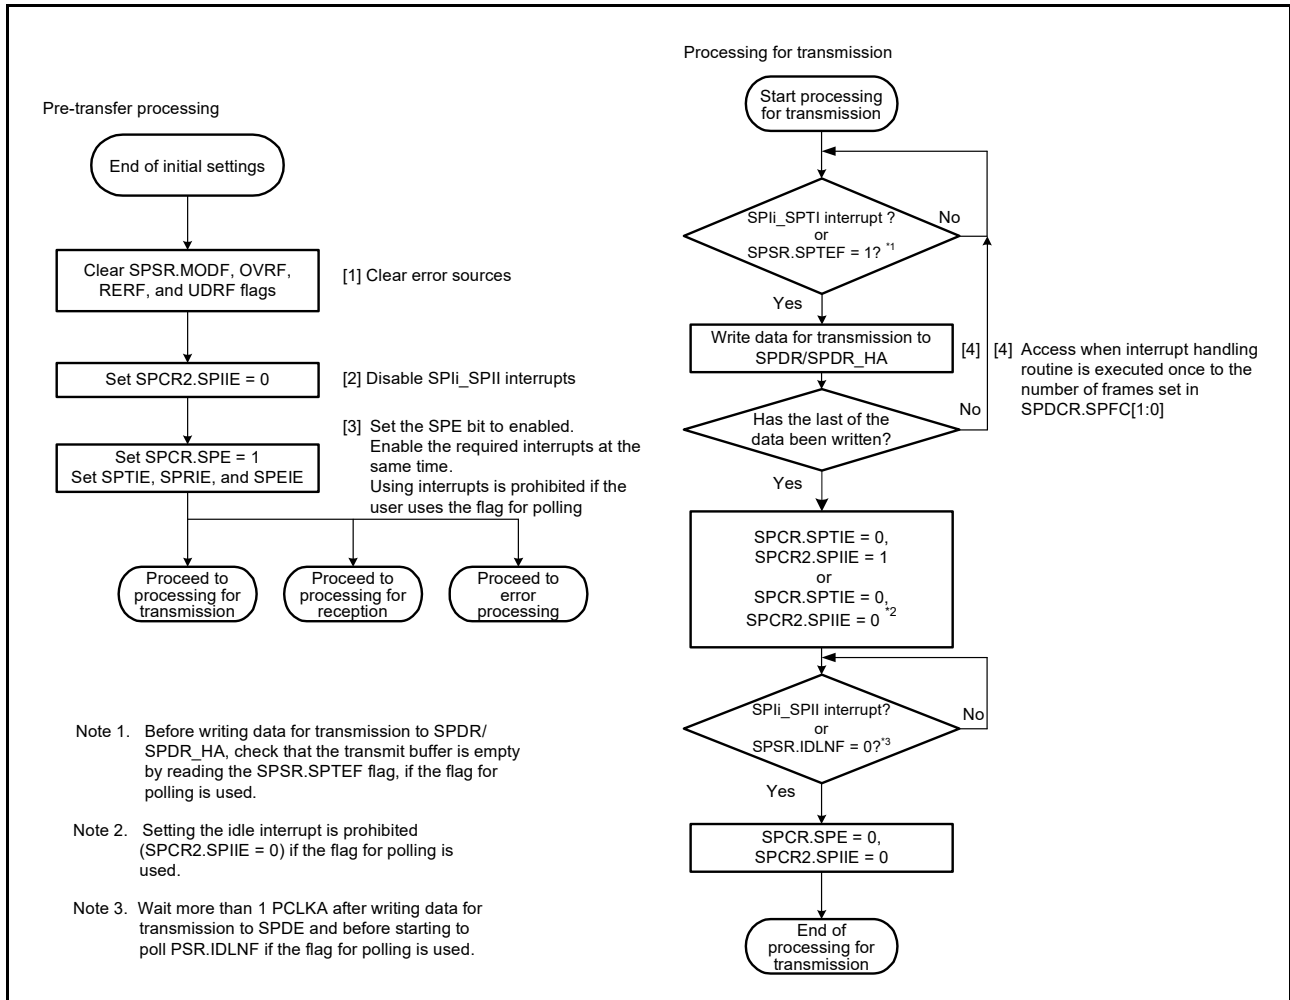 Pre-transfer processing
End of initial settings
Clear SPSR.MODF, OVRF,
RERF, and UDRF flags
[1] Clear error sources
Set SPCR2.SPIIE = 0
[2] Disable SPIi_SPII interrupts
Set SPCR.SPE = 1
Set SPTIE, SPRIE, and SPEIE
[3] Set the SPE bit to enabled.
Enable the required interrupts at the
same time.
Using interrupts is prohibited if the
user uses the flag for polling
Proceed to
processing for
transmission
Proceed to
processing for
reception
Proceed to
error
processing
Note 1. Before writing data for transmission to SPDR/
SPDR_HA, check that the transmit buffer is empty
by reading the SPSR.SPTEF flag, if the flag for
polling is used.
Note 2. Setting the idle interrupt is prohibited
(SPCR2.SPIIE = 0) if the flag for polling is
used.
Note 3. Wait more than 1 PCLKA after writing data for
transmission to SPDE and before starting to
poll PSR.IDLNF if the flag for polling is used.
Processing for transmission
Start processing
for transmission
SPIi_SPTI interrupt ?
or
SPSR.SPTEF = 1? *1
No
Yes
Write data for transmission to
SPDR/SPDR_HA
[4]
[4] Access when interrupt handling
routine is executed once to the
number of frames set in
SPDCR.SPFC[1:0]
Has the last of the
data been written?
No
Yes
SPCR.SPTIE = 0,
SPCR2.SPIIE = 1
or
SPCR.SPTIE = 0,
SPCR2.SPIIE = 0 *2
SPIi_SPII interrupt?
or
SPSR.IDLNF = 0?*3
No
Yes
SPCR.SPE = 0,
SPCR2.SPIIE = 0
End of
processing for
transmission